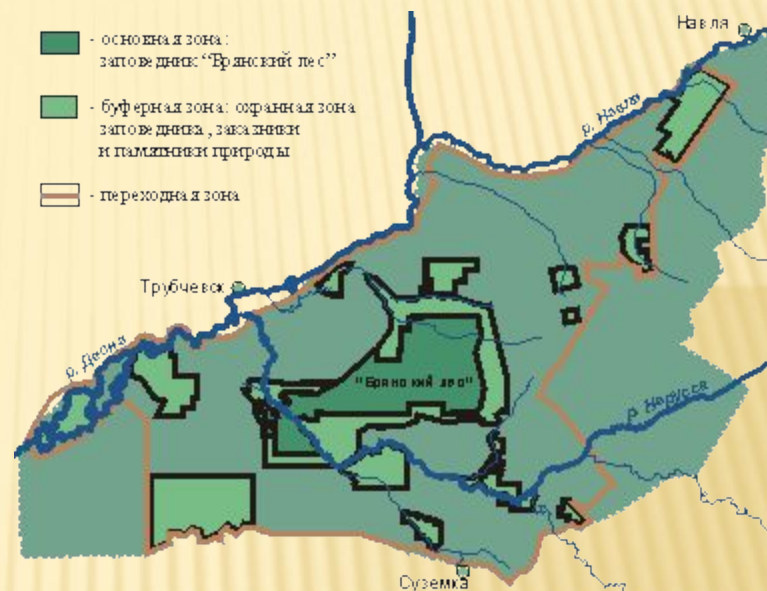 - основная зона:
заповедник “Брянский лес”
- буферная зона: охранная зона
заповедника, заказники
и памятники природы
- переходная зона
Навля
р. Навля
Трубчевск
р. Десна
“Брянский лес”
р. Нерусса
Суземка